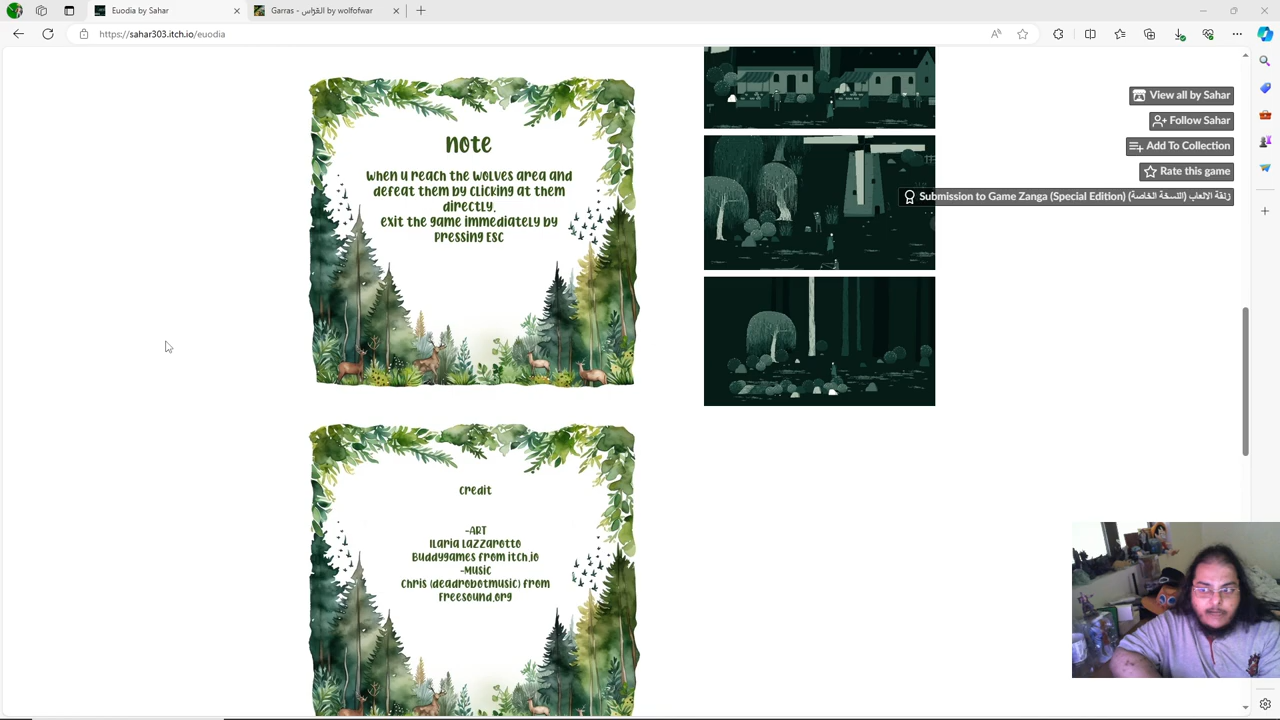 Euodia by Sahar
Garras - القرّاس by wolfofwar
https://sahar303.itch.io/euodia
note
when u reach the wolves area and
defeat them by clicking at them
directly.
exit the game immediately by
pressing ESC
View all by Sahar
Follow Sahar
Add To Collection
Rate this game
Submission to Game Zanga (Special Edition) زنقة الالعاب (النسخة الخاصة)
credit
-ART
Ilaria Lazzarotto
Buddygames from itch.io
-MUSIC
Chris (deadrobotmusic) from
Freesound.org